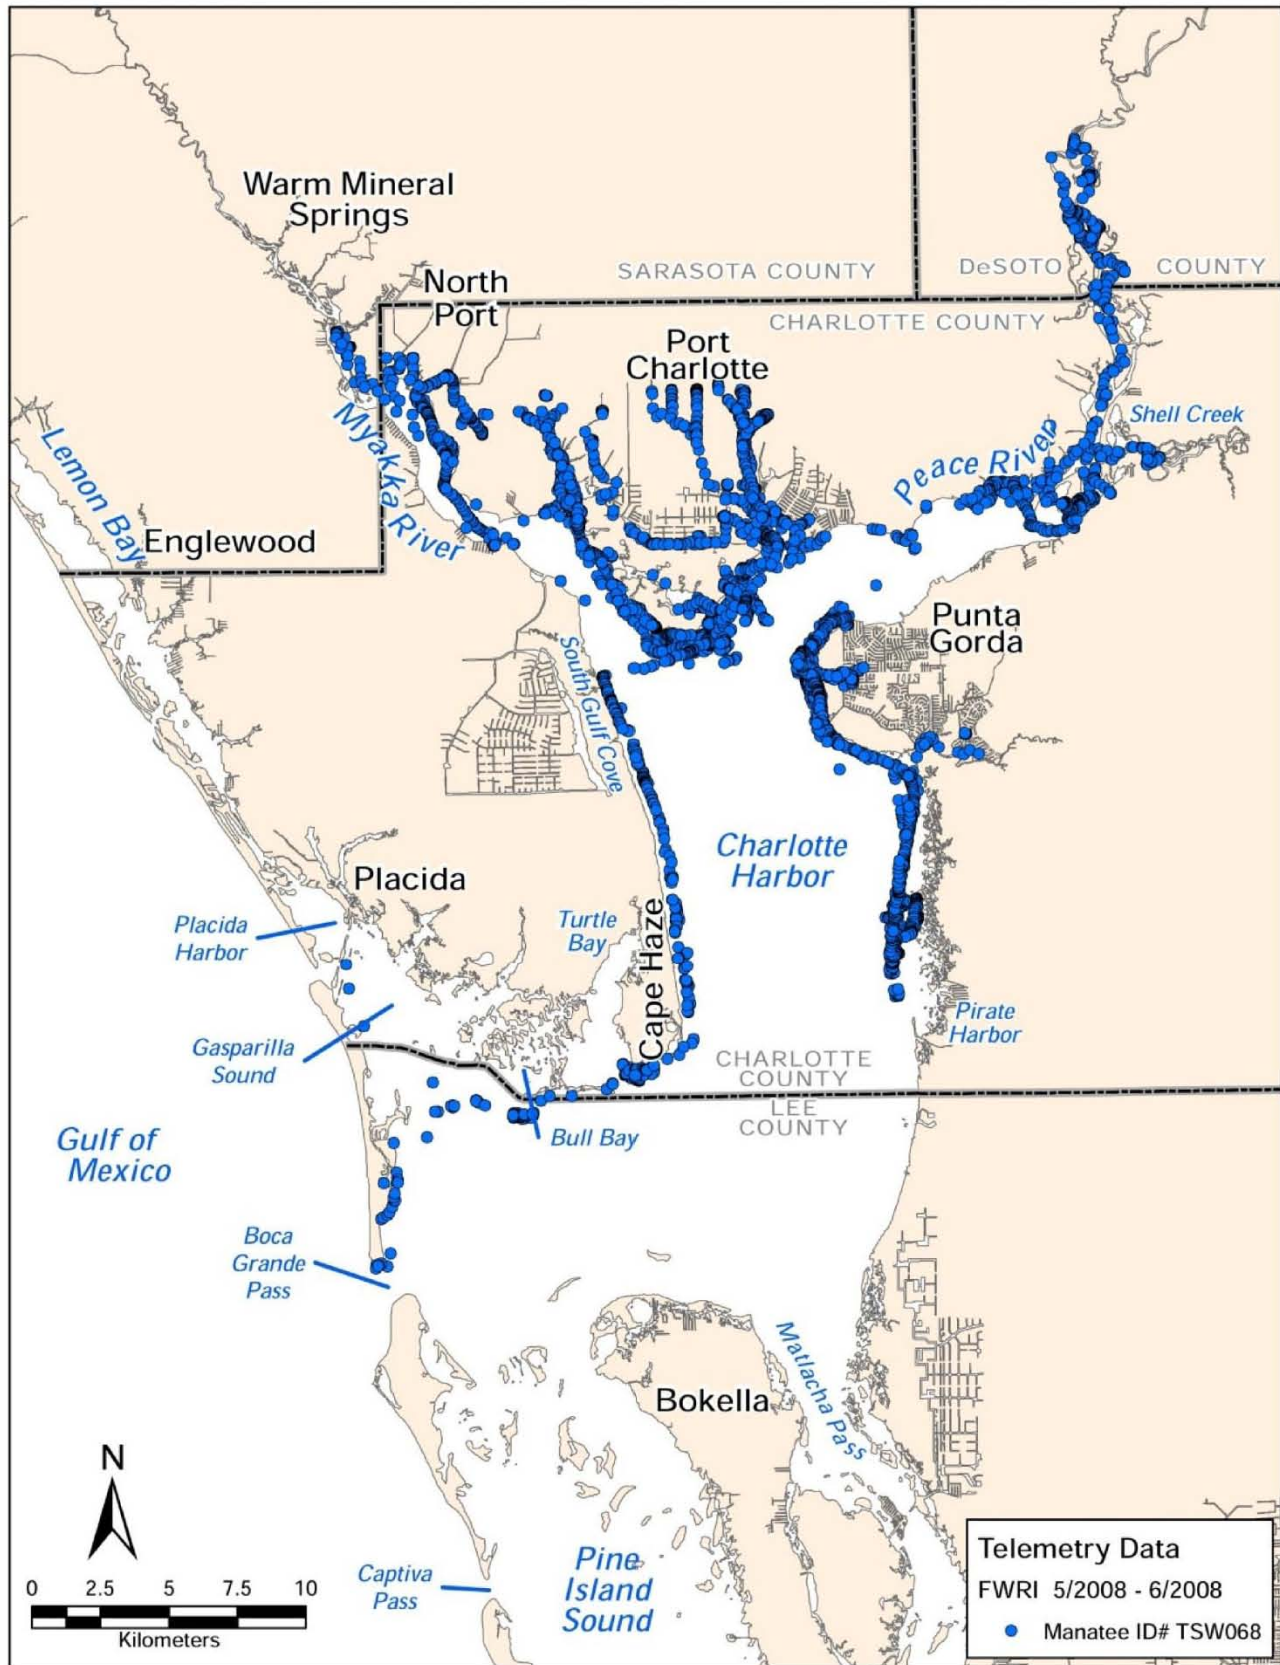 Warm Mineral
Springs
North
Port
SARASOTA COUNTY
DeSOTO
COUNTY
CHARLOTTE COUNTY
Port
Charlotte
Shell Creek
Peace River
Myakka River
Lemon Bay
Englewood
Punta
Gorda
South Gulf Cove
Charlotte
Harbor
Placida
Placida
Harbor
Turtle
Bay
Cape Haze
Gasparilla
Sound
Pirate
Harbor
CHARLOTTE
COUNTY
LEE
COUNTY
Bull Bay
Gulf of
Mexico
Boca
Grande
Pass
Matlacha Pass
Bokella
N
0 2.5 5 7.5 10
Kilometers
Captiva
Pass
Pine
Island
Sound
Telemetry Data
FWRI 5/2008 - 6/2008
Manatee ID# TSW068